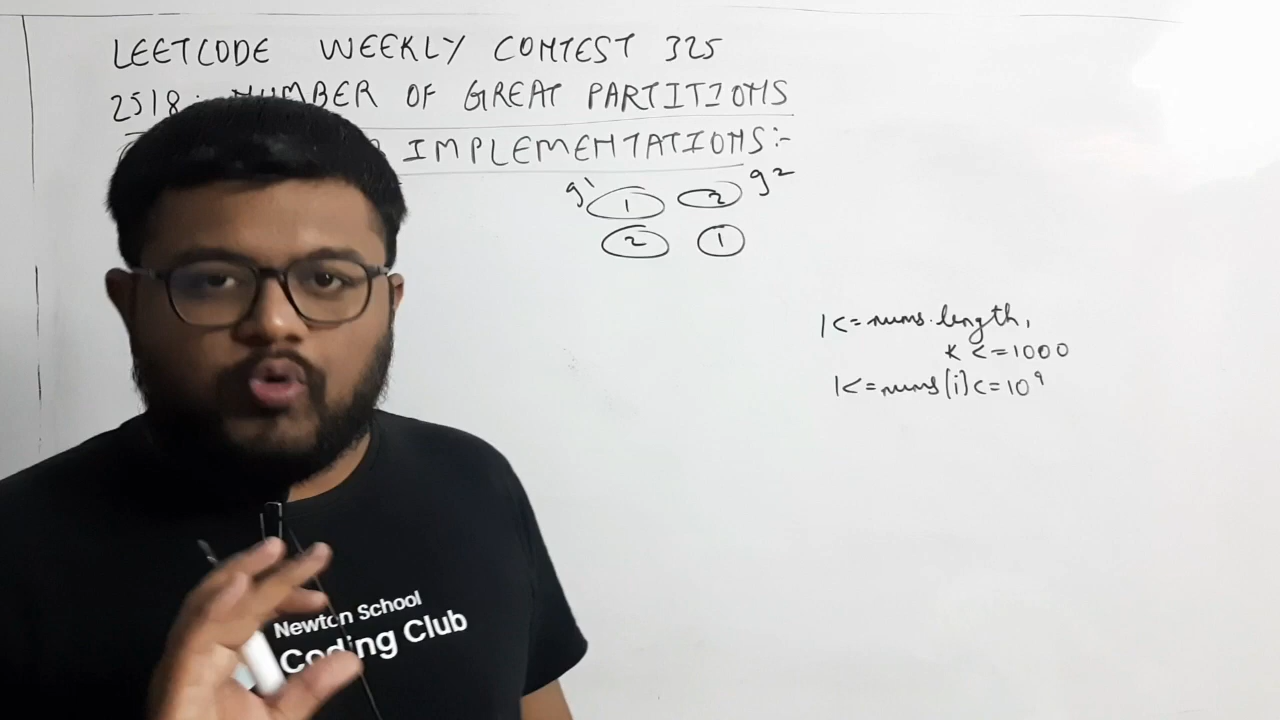 LEETCODE WEEKLY CONTEST 325
2518: NUMBER OF GREAT PARTITIONS
IMPLEMENTATIONS:-
g1 1 2 g2
2 1
1<=nums.length,
K <=1000
1<=nums[i]<=10^9
Newton School
Coding Club